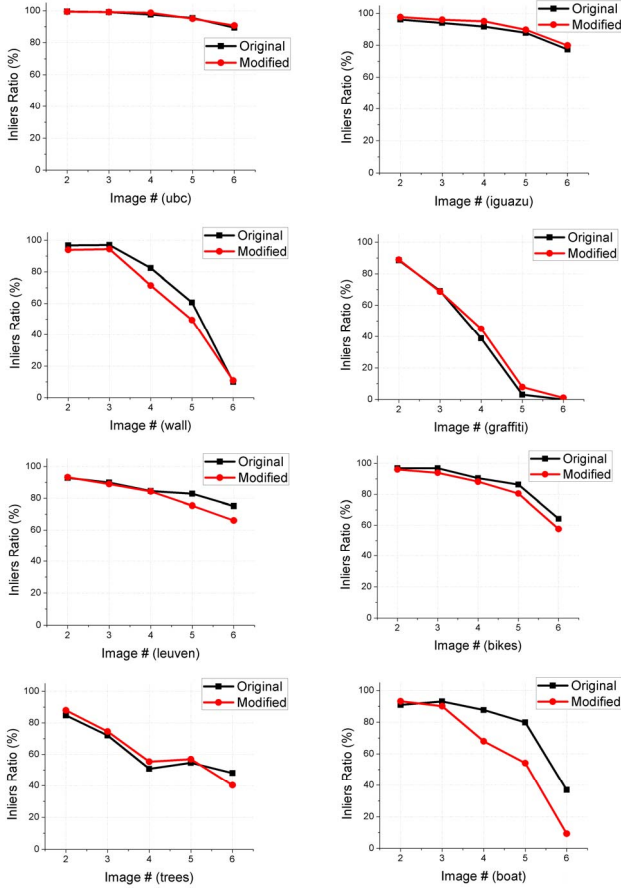 100
80
60
40
20
0
Inliers Ratio (%)
Original
Modified
2 3 4 5 6
Image # (ubc)
100
80
60
40
20
0
Inliers Ratio (%)
Original
Modified
2 3 4 5 6
Image # (iguazu)
100
80
60
40
20
0
Inliers Ratio (%)
Original
Modified
2 3 4 5 6
Image # (wall)
100
80
60
40
20
0
Inliers Ratio (%)
Original
Modified
2 3 4 5 6
Image # (graffiti)
100
80
60
40
20
0
Inliers Ratio (%)
Original
Modified
2 3 4 5 6
Image # (leuven)
100
80
60
40
20
0
Inliers Ratio (%)
Original
Modified
2 3 4 5 6
Image # (bikes)
100
80
60
40
20
0
Inliers Ratio (%)
Original
Modified
2 3 4 5 6
Image # (trees)
100
80
60
40
20
0
Inliers Ratio (%)
Original
Modified
2 3 4 5 6
Image # (boat)